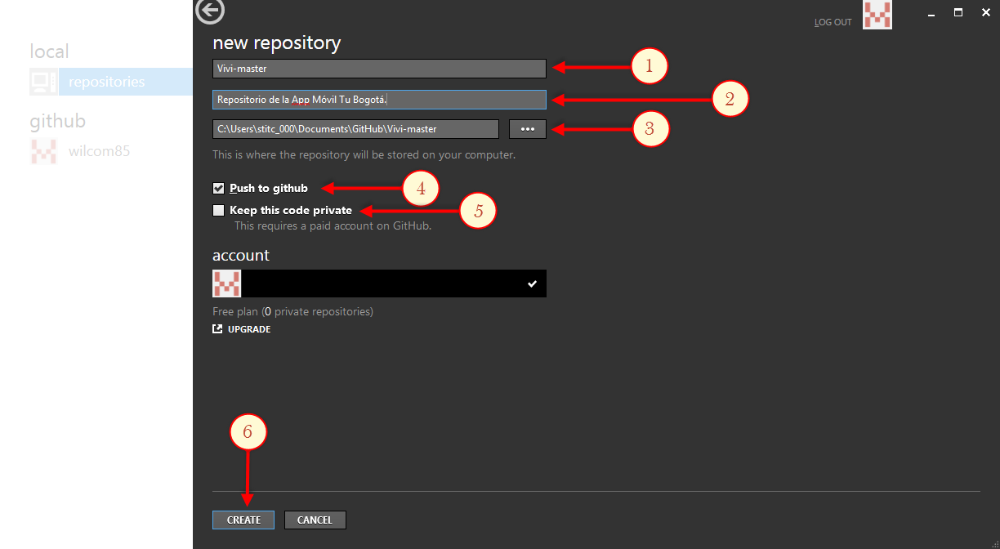 LOG OUT
local
repositories
github
wilcom85
new repository
Vivi-master
1
Repositorio de la App Móvil Tu Bogotá.
2
C:\Users\stitc_000\Documents\GitHub\Vivi-master
•••
3
This is where the repository will be stored on your computer.
Push to github
4
Keep this code private
5
This requires a paid account on GitHub.
account
Free plan (0 private repositories)
UPGRADE
6
CREATE
CANCEL